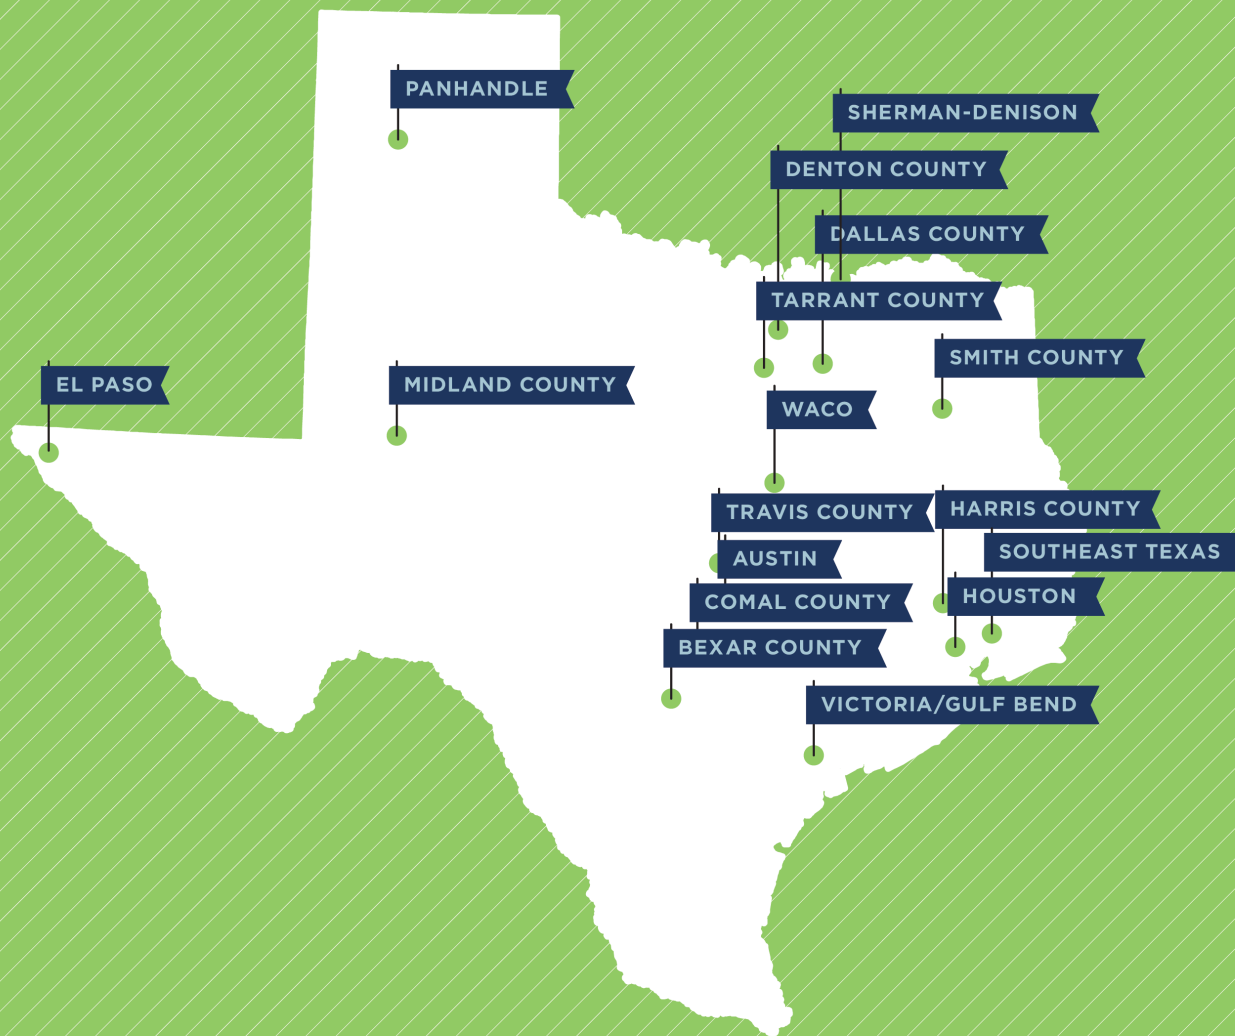 PANHANDLE
SHERMAN-DENISON
DENTON COUNTY
DALLAS COUNTY
TARRANT COUNTY
SMITH COUNTY
EL PASO
MIDLAND COUNTY
WACO
TRAVIS COUNTY
HARRIS COUNTY
SOUTHEAST TEXAS
AUSTIN
HOUSTON
COMAL COUNTY
BEXAR COUNTY
VICTORIA/GULF BEND